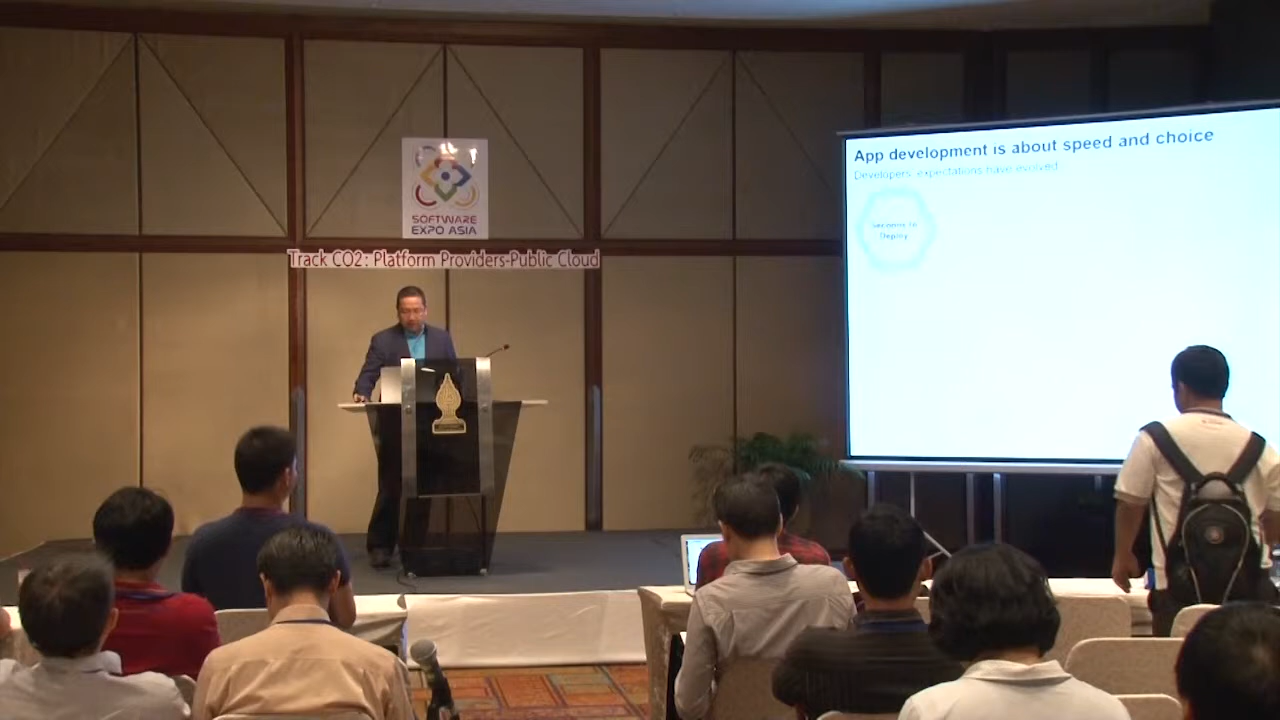 SOFTWARE
EXPO ASIA
Track CO2: Platform Providers-Public Cloud
App development is about speed and choice
Developers' expectations have evolved
Seconds to
Deploy